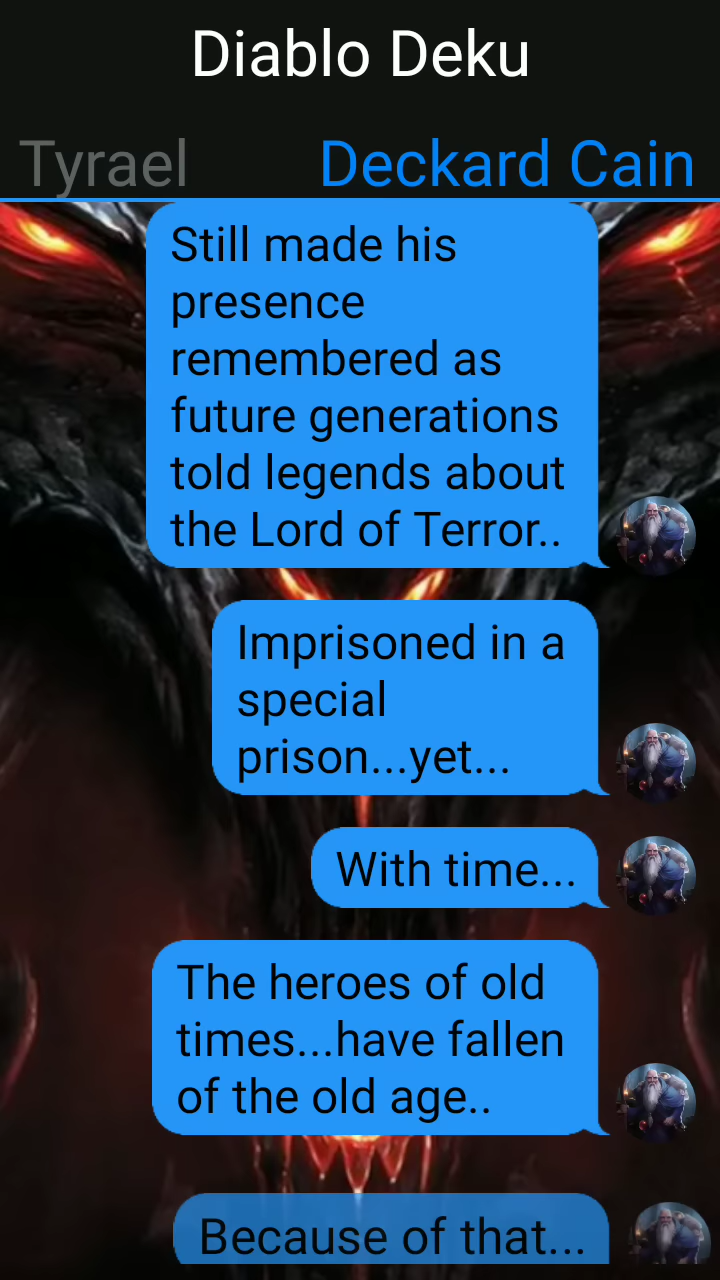 Diablo Deku
Tyrael Deckard Cain
Still made his
presence
remembered as
future generations
told legends about
the Lord of Terror..
Imprisoned in a
special
prison...yet...
With time...
The heroes of old
times...have fallen
of the old age..
Because of that...